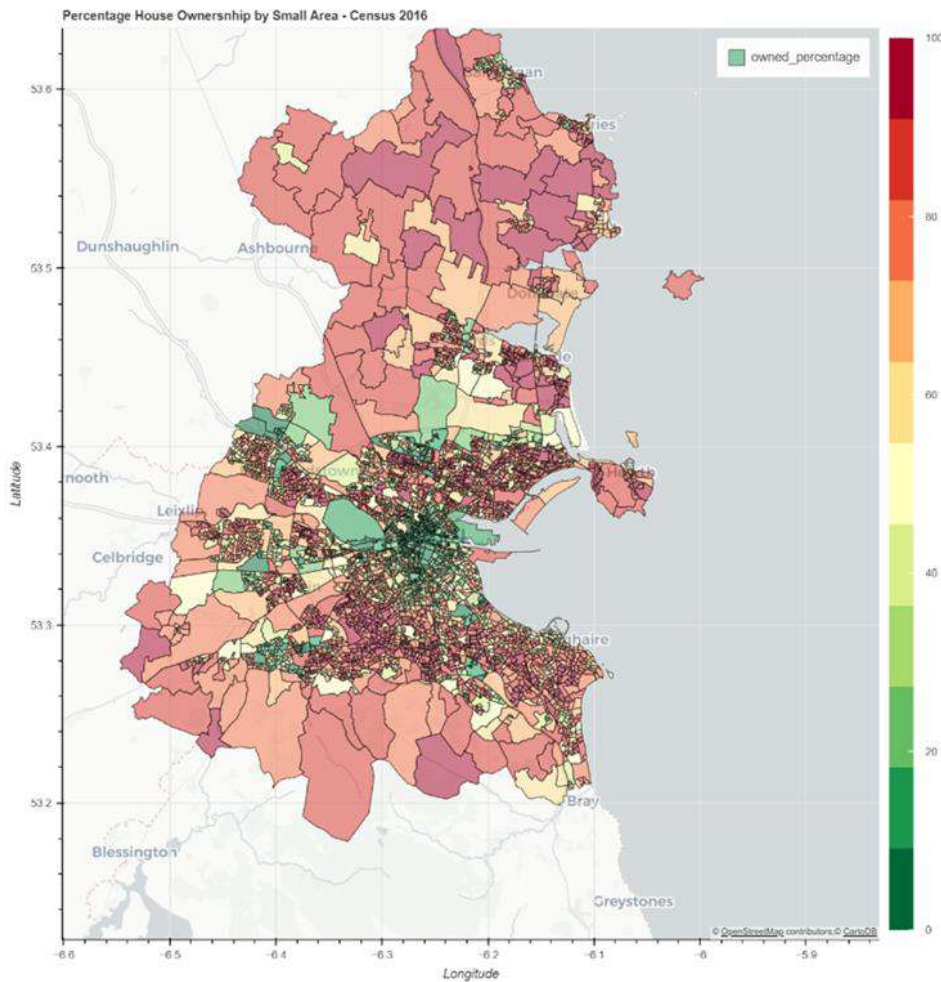 Percentage House Ownersnhip by Small Area - Census 2016
owned_percentage
100
80
60
40
20
0
53.6
53.5
53.4
53.3
53.2
Latitude
Dunshaughlin
Ashbourne
nooth
Leixlip
Celbridge
Blessington
Bray
Greystones
© OpenStreetMap contributors,© CartoDB
-6.6
-6.5
-6.4
-6.3
-6.2
-6.1
-6
-5.9
Longitude